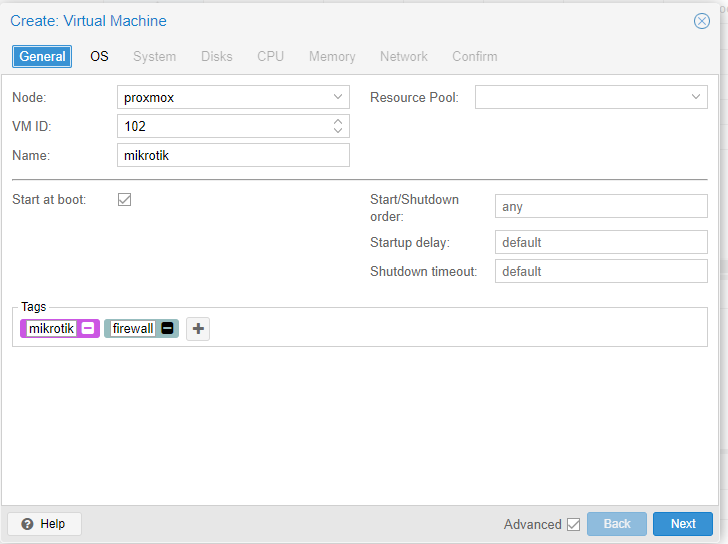 Create: Virtual Machine
General OS System Disks CPU Memory Network Confirm
Node: proxmox Resource Pool:
VM ID: 102
Name: mikrotik
Start at boot: Start/Shutdown order: any
Startup delay: default
Shutdown timeout: default
Tags
mikrotik firewall
Help Advanced Back Next